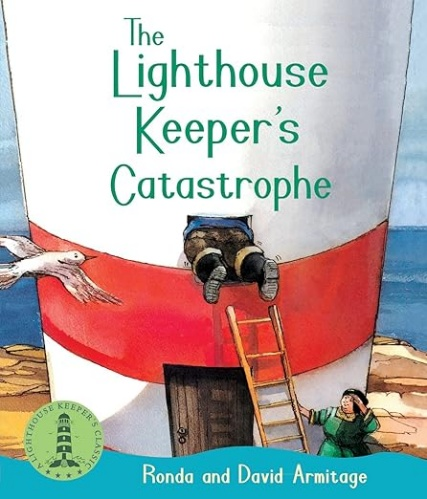 The
Lighthouse
Keeper's
Catastrophe
A LIGHTHOUSE KEEPER'S CLASSIC
Ronda and David Armitage